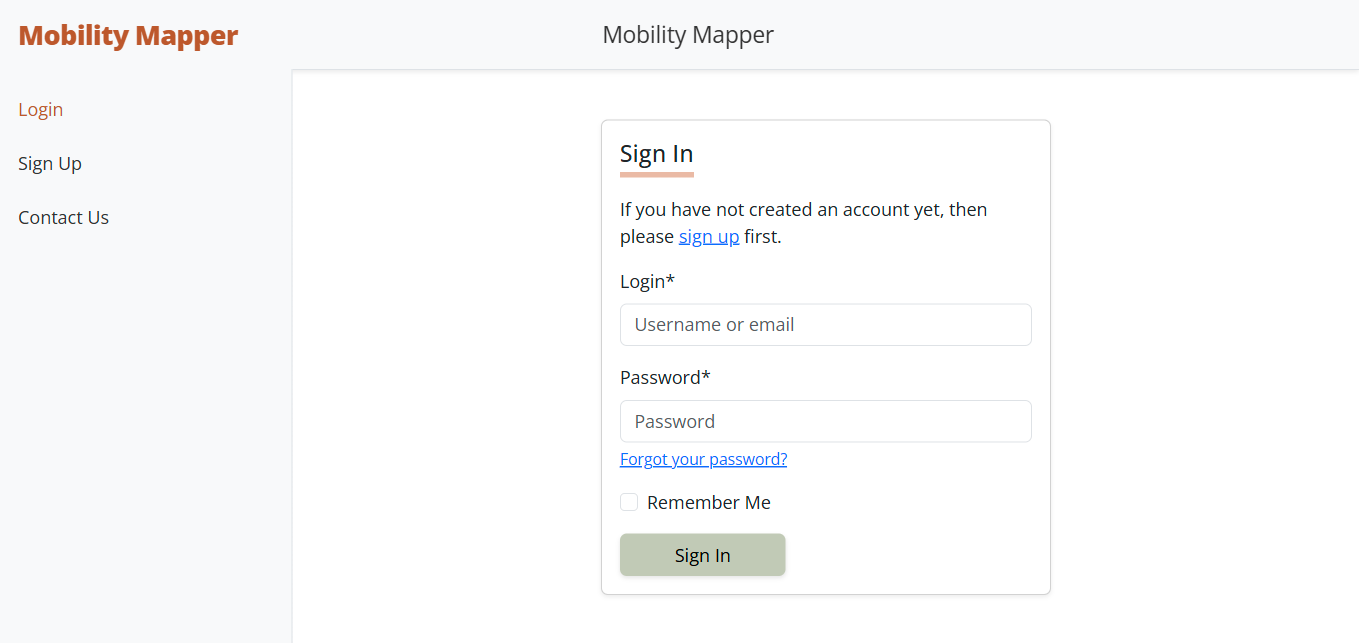 Mobility Mapper
Mobility Mapper
Login
Sign Up
Contact Us
Sign In
If you have not created an account yet, then
please sign up first.
Login*
Username or email
Password*
Password
Forgot your password?
Remember Me
Sign In